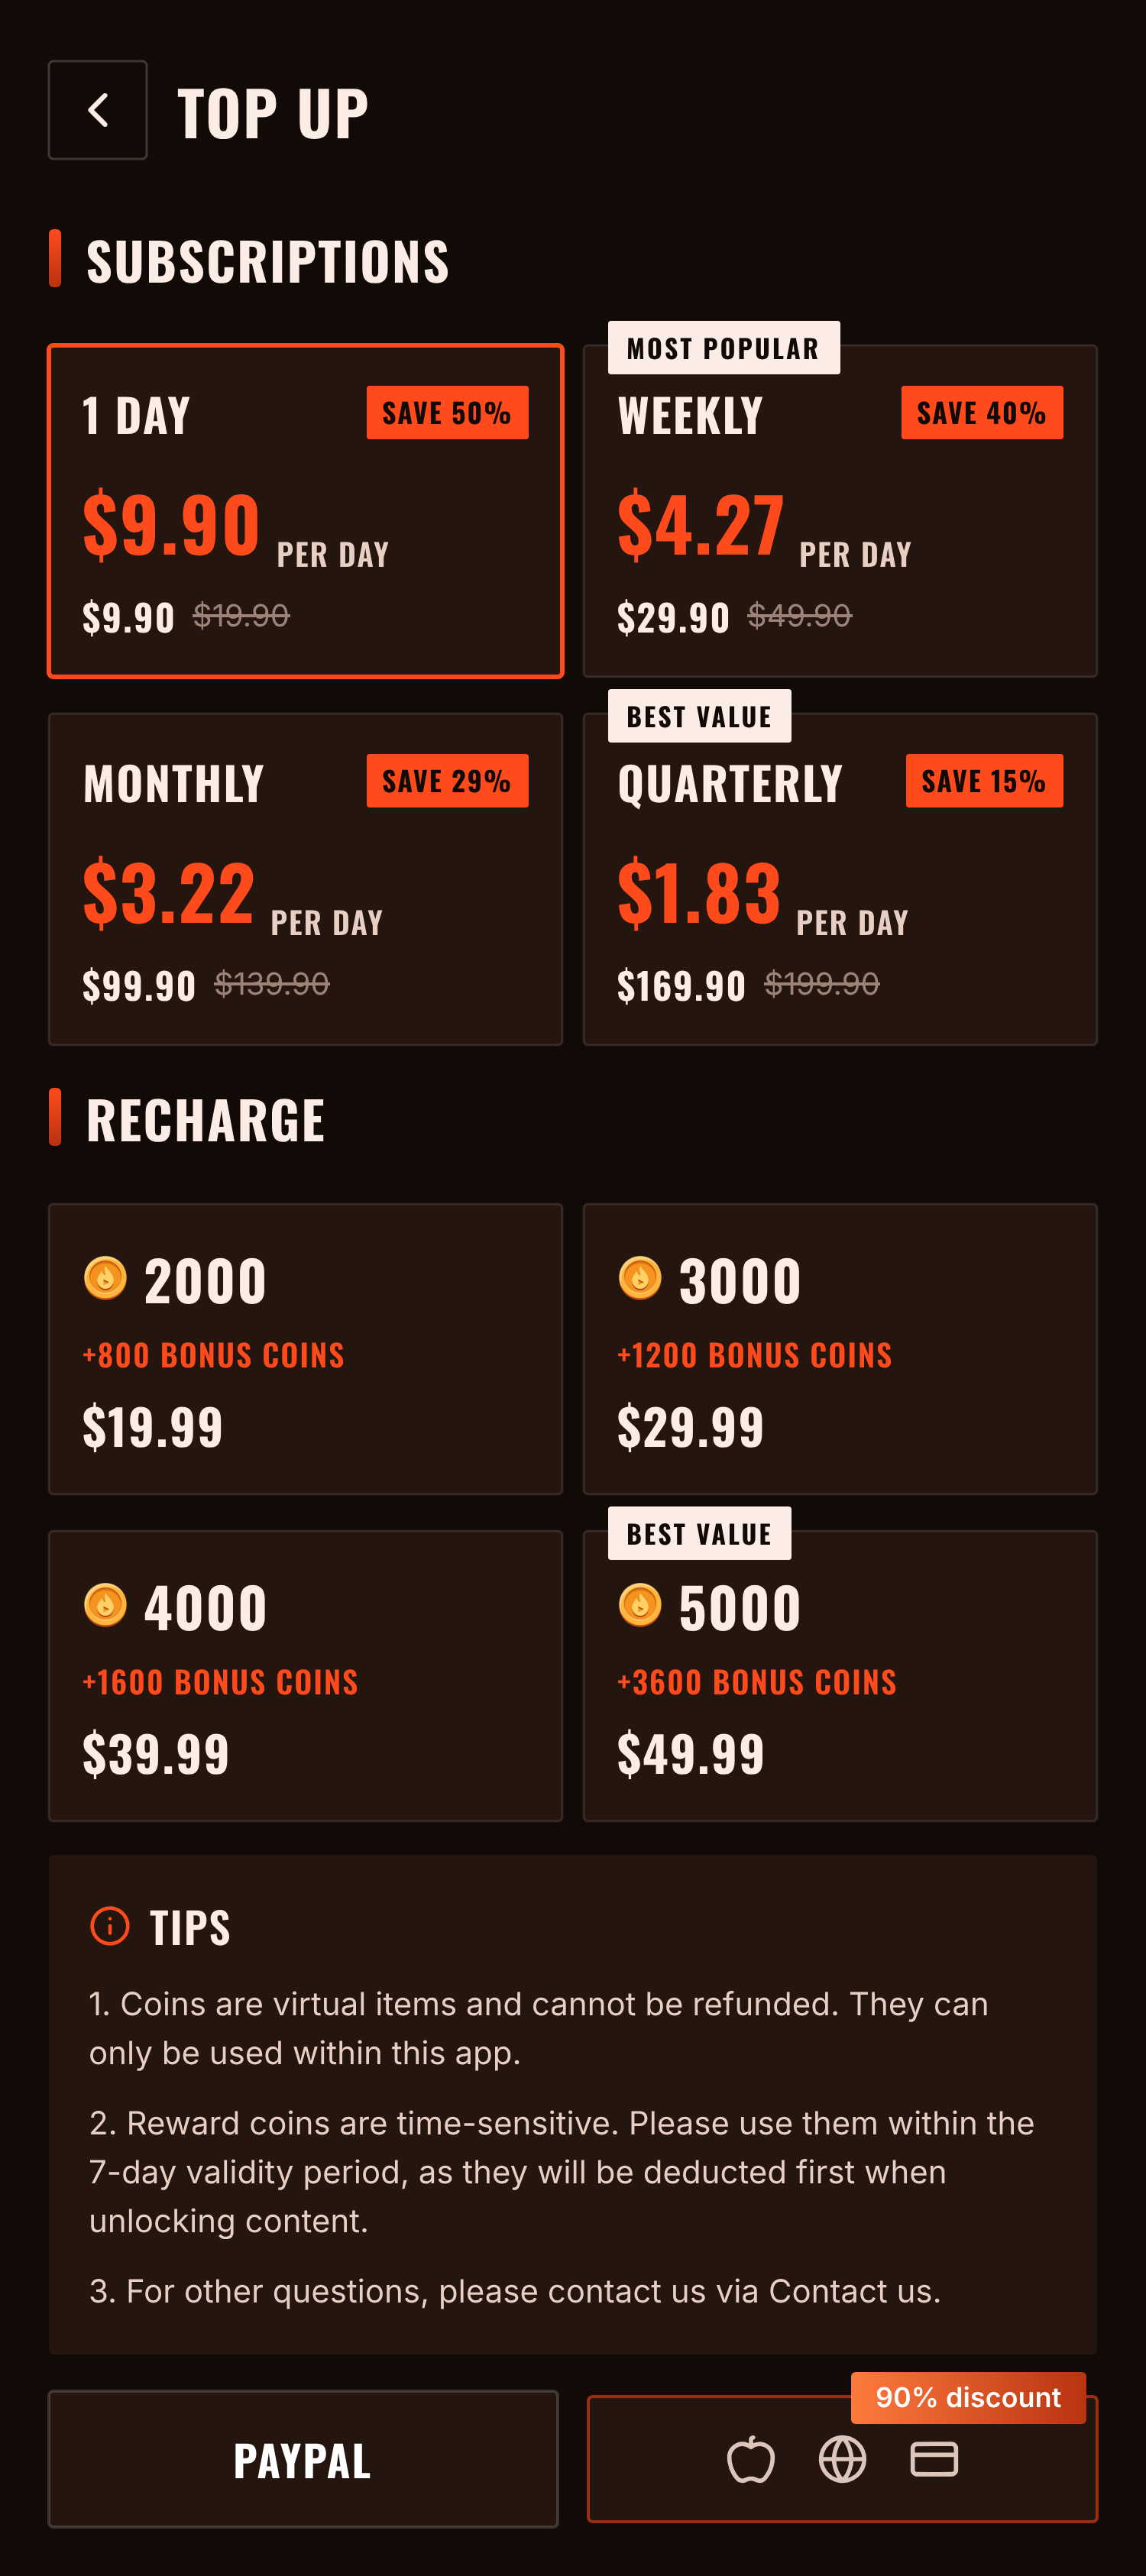 TOP UP
SUBSCRIPTIONS
1 DAY
SAVE 50%
$9.90 PER DAY
$9.90 $19.90
MOST POPULAR
WEEKLY
SAVE 40%
$4.27 PER DAY
$29.90 $49.90
MONTHLY
SAVE 29%
$3.22 PER DAY
$99.90 $139.90
BEST VALUE
QUARTERLY
SAVE 15%
$1.83 PER DAY
$169.90 $199.90
RECHARGE
2000
+800 BONUS COINS
$19.99
3000
+1200 BONUS COINS
$29.99
4000
+1600 BONUS COINS
$39.99
BEST VALUE
5000
+3600 BONUS COINS
$49.99
TIPS
1. Coins are virtual items and cannot be refunded. They can
only be used within this app.
2. Reward coins are time-sensitive. Please use them within the
7-day validity period, as they will be deducted first when
unlocking content.
3. For other questions, please contact us via Contact us.
PAYPAL
90% discount